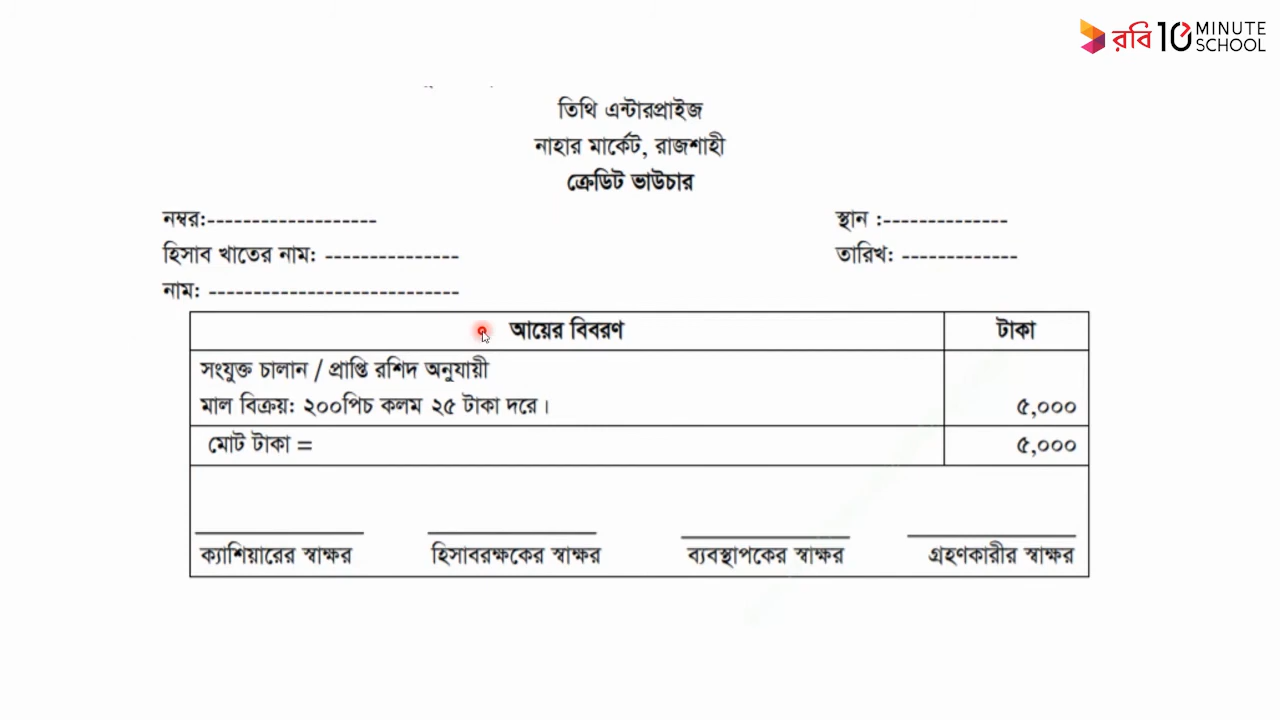 রবি 10 MINUTE SCHOOL
তিথি এন্টারপ্রাইজ
নাহার মার্কেট, রাজশাহী
ক্রেডিট ভাউচার
নম্বর:------------------- স্থান :--------------
হিসাব খাতের নাম: --------------- তারিখ: -------------
নাম: ----------------------------
আয়ের বিবরণ টাকা
সংযুক্ত চালান / প্রাপ্তি রশিদ অনুযায়ী
মাল বিক্রয়: ২০০পিচ কলম ২৫ টাকা দরে। ৫,০০০
মোট টাকা = ৫,০০০
ক্যাশিয়ারের স্বাক্ষর হিসাবরক্ষকের স্বাক্ষর ব্যবস্থাপকের স্বাক্ষর গ্রহণকারীর স্বাক্ষর